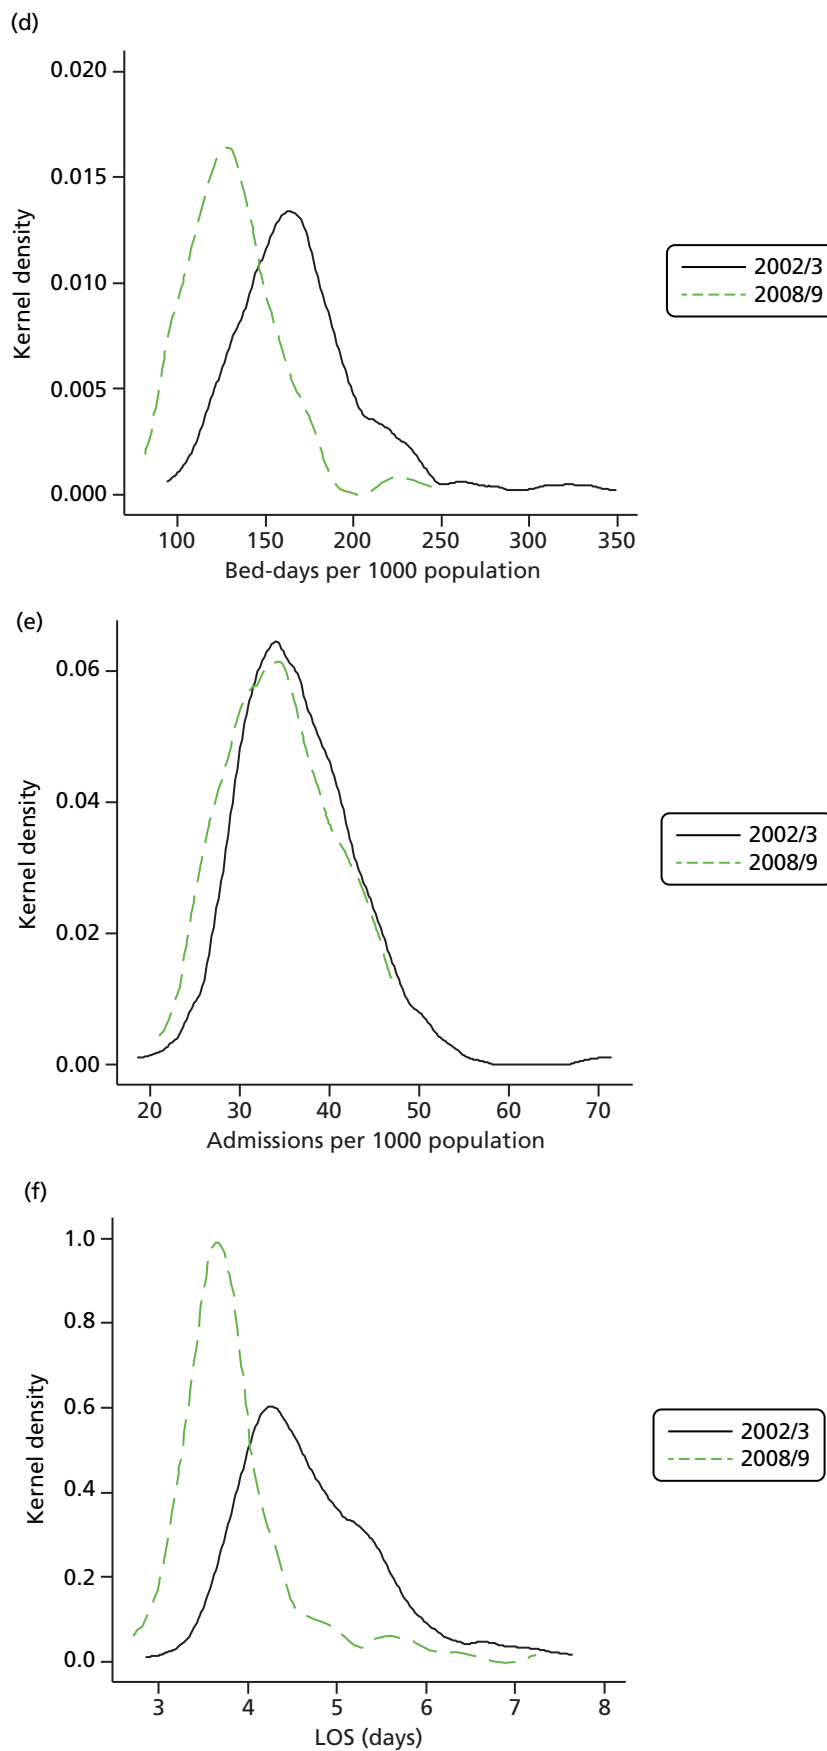 (d)
0.020
0.015
0.010
0.005
0.000
Kernel density
100 150 200 250 300 350
Bed-days per 1000 population
2002/3
2008/9
(e)
0.06
0.04
0.02
0.00
Kernel density
20 30 40 50 60 70
Admissions per 1000 population
2002/3
2008/9
(f)
1.0
0.8
0.6
0.4
0.2
0.0
Kernel density
3 4 5 6 7 8
LOS (days)
2002/3
2008/9